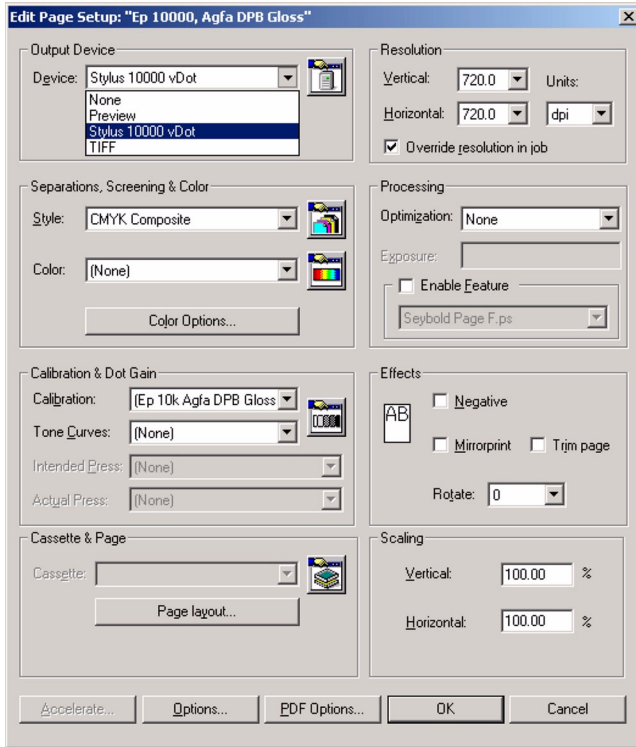 Edit Page Setup: "Ep 10000, Agfa DPB Gloss"
Output Device
Device: Stylus 10000 vDot
None
Preview
Stylus 10000 vDot
TIFF
Resolution
Vertical: 720.0 Units:
Horizontal: 720.0 dpi
Override resolution in job
Separations, Screening & Color
Style: CMYK Composite
Color: (None)
Color Options...
Processing
Optimization: None
Exposure:
Enable Feature
Seybold Page F.ps
Calibration & Dot Gain
Calibration: (Ep 10k Agfa DPB Gloss
Tone Curves: (None)
Intended Press: (None)
Actual Press: (None)
Effects
AB
Negative
Mirrorprint Trim page
Rotate: 0
Cassette & Page
Cassette:
Page layout...
Scaling
Vertical: 100.00 %
Horizontal: 100.00 %
Accelerate... Options... PDF Options... OK Cancel